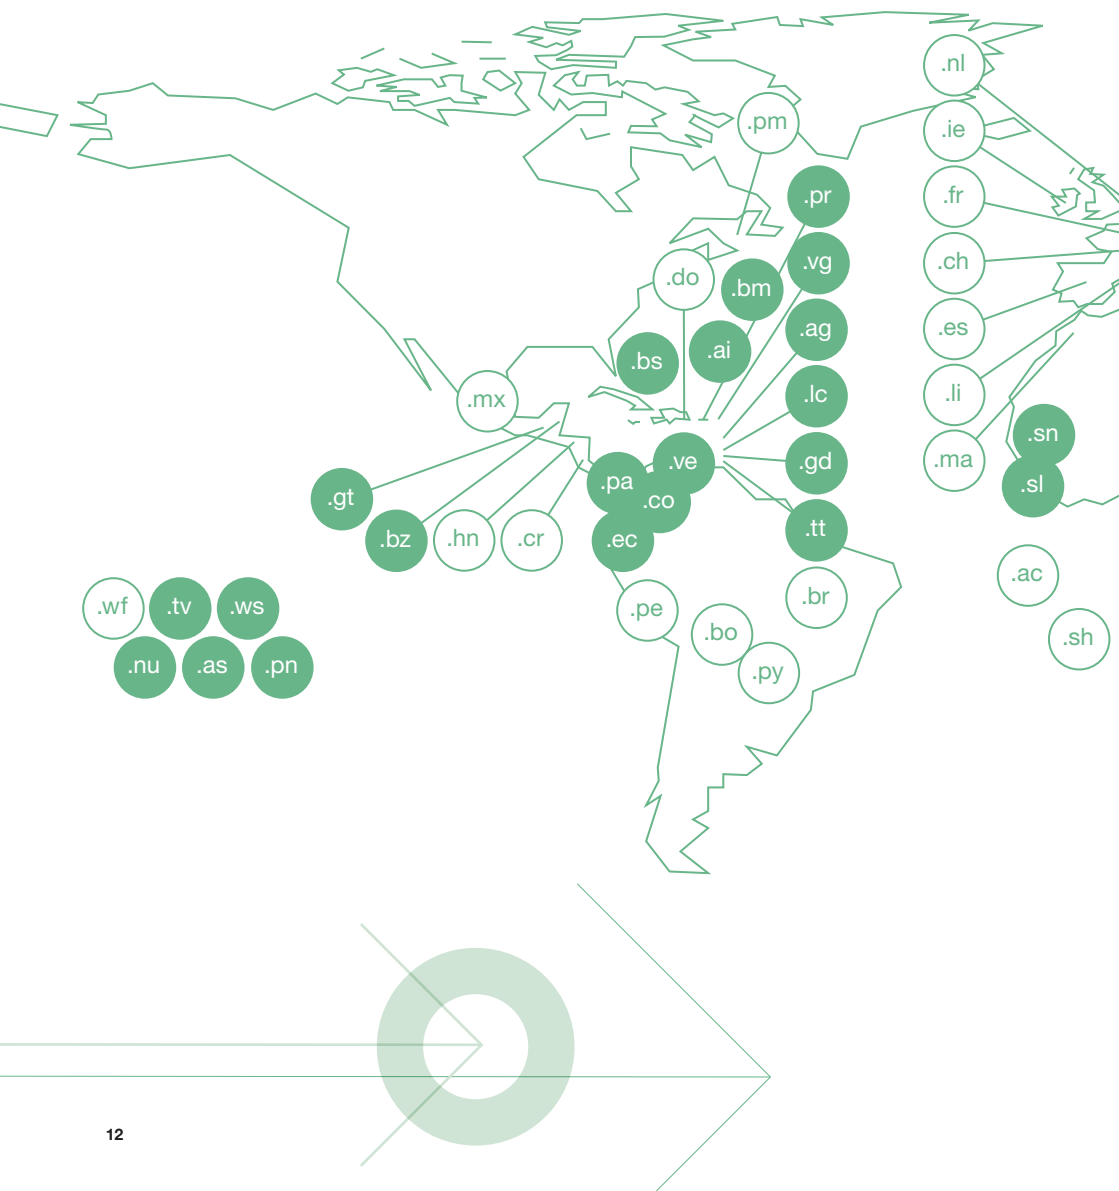 .nl
.pm
.ie
.pr
.fr
.vg
.ch
.do
.bm
.ag
.es
.bs
.ai
.lc
.li
.mx
.sn
.ve
.gd
.ma
.pa
.sl
.gt
.co
.tt
.bz
.hn
.cr
.ec
.ac
.wf
.tv
.ws
.pe
.br
.bo
.sh
.nu
.as
.pn
.py
12